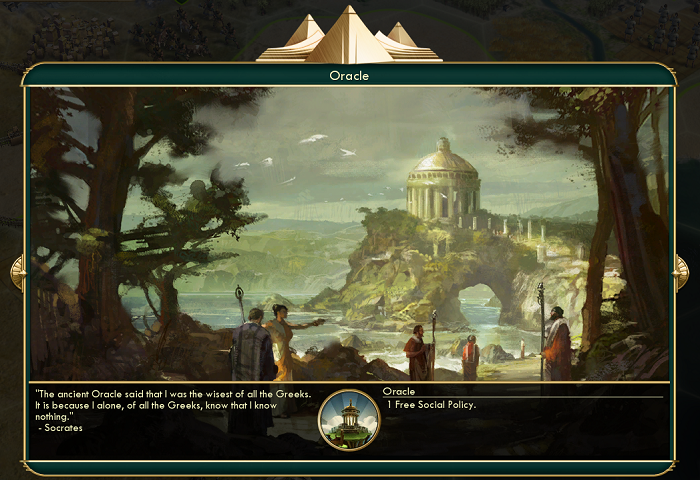 Oracle
"The ancient Oracle said that I was the wisest of all the Greeks.
It is because I alone, of all the Greeks, know that I know
nothing."
- Socrates
Oracle
1 Free Social Policy.